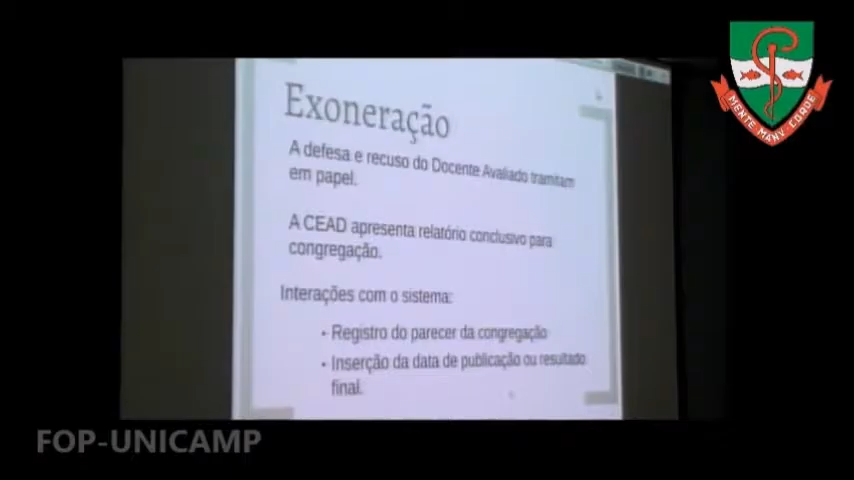 Exoneração
A defesa e recuso do Docente Avaliado tramitam
em papel.
A CEAD apresenta relatório conclusivo para
congregação.
Interações com o sistema:
- Registro do parecer da congregação
- Inserção da data de publicação ou resultado
final.
MENTE MANV CORDE
FOP-UNICAMP